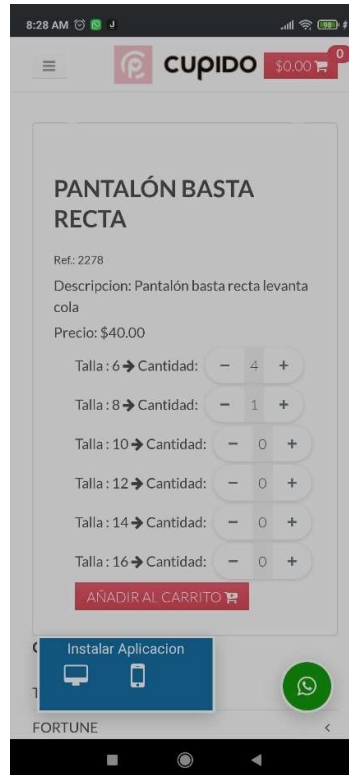 8:28 AM
98
CUPIDO
$0.00
0
PANTALÓN BASTA
RECTA
Ref.: 2278
Descripcion: Pantalón basta recta levanta
cola
Precio: $40.00
Talla : 6 ➔ Cantidad: − 4 +
Talla : 8 ➔ Cantidad: − 1 +
Talla : 10 ➔ Cantidad: − 0 +
Talla : 12 ➔ Cantidad: − 0 +
Talla : 14 ➔ Cantidad: − 0 +
Talla : 16 ➔ Cantidad: − 0 +
AÑADIR AL CARRITO
Instalar Aplicacion
FORTUNE